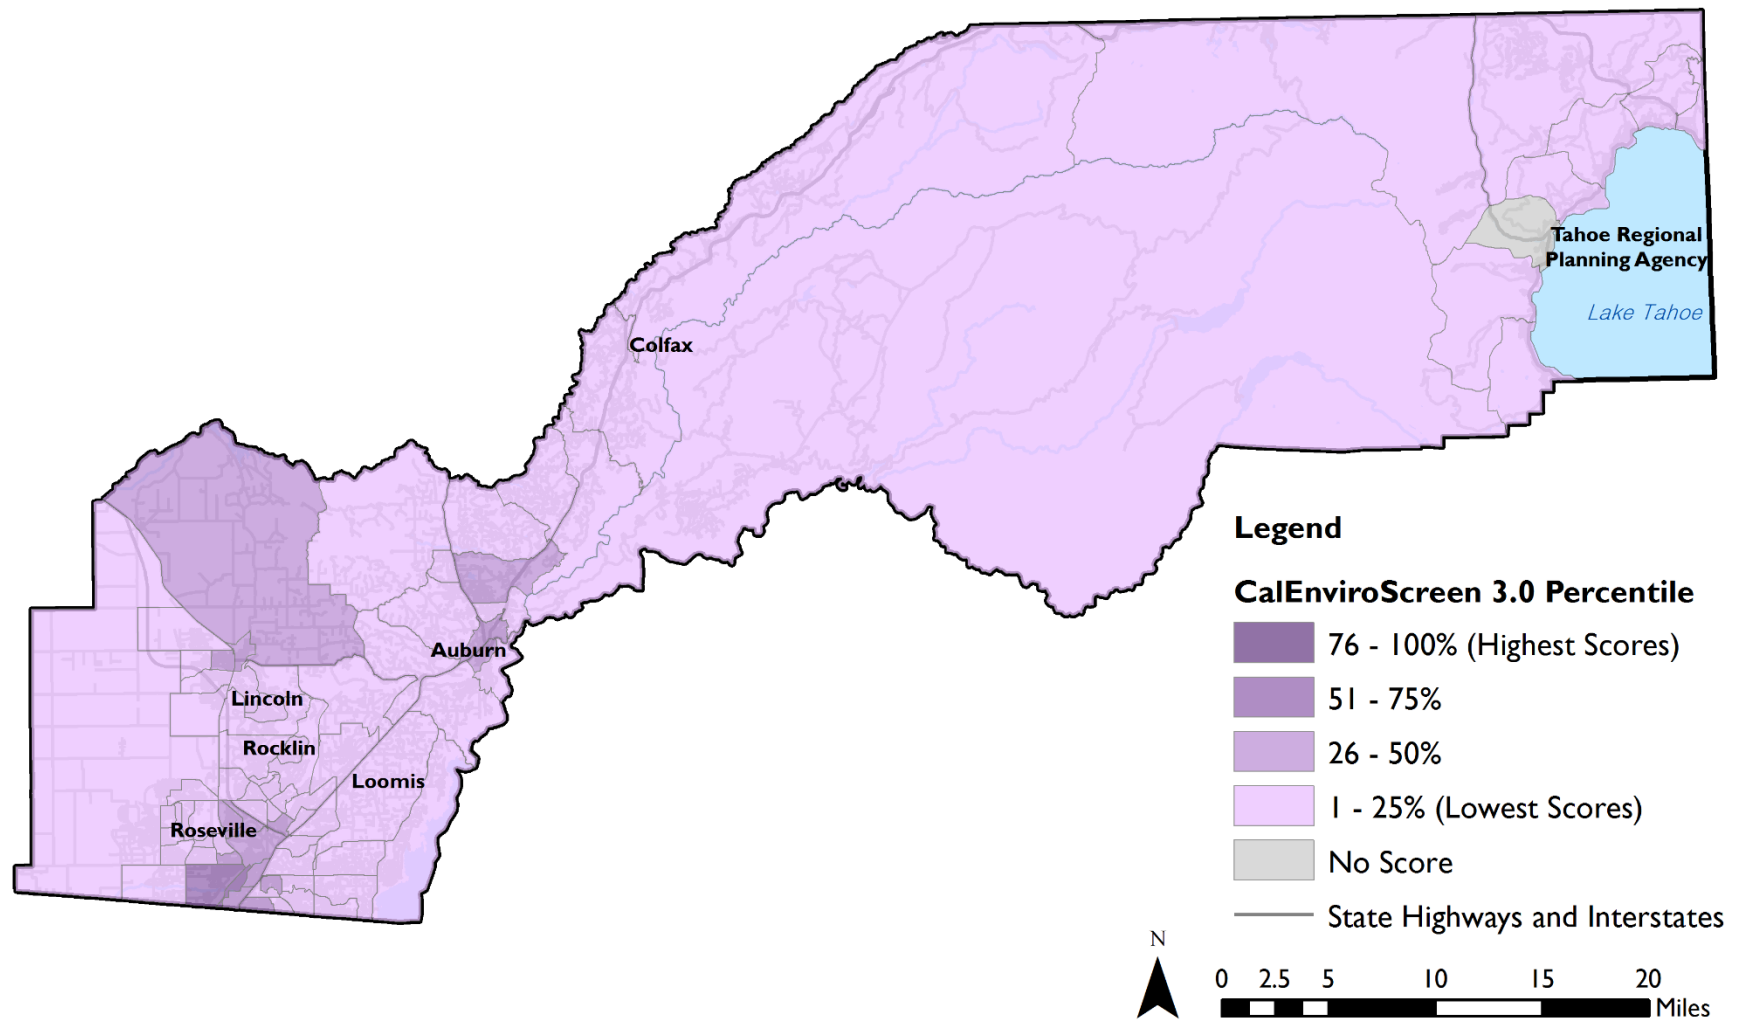 Tahoe Regional
Planning Agency
Lake Tahoe
Colfax
Auburn
Lincoln
Rocklin
Loomis
Roseville
Legend
CalEnviroScreen 3.0 Percentile
76 - 100% (Highest Scores)
51 - 75%
26 - 50%
1 - 25% (Lowest Scores)
No Score
State Highways and Interstates
N
0 2.5 5 10 15 20
Miles